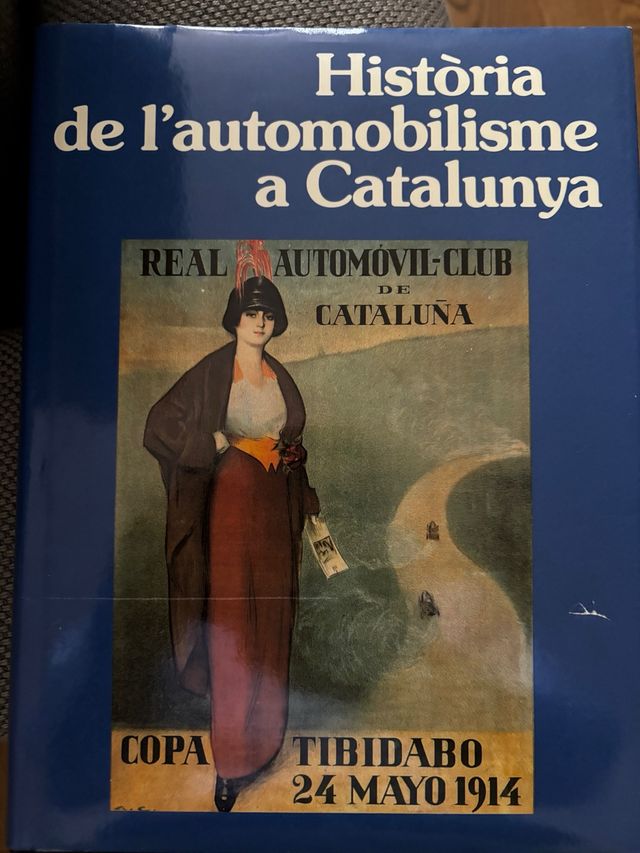 Història
de l'automobilisme
a Catalunya
REAL AUTOMÓVIL-CLUB
DE
CATALUÑA
COPA TIBIDABO
24 MAYO 1914